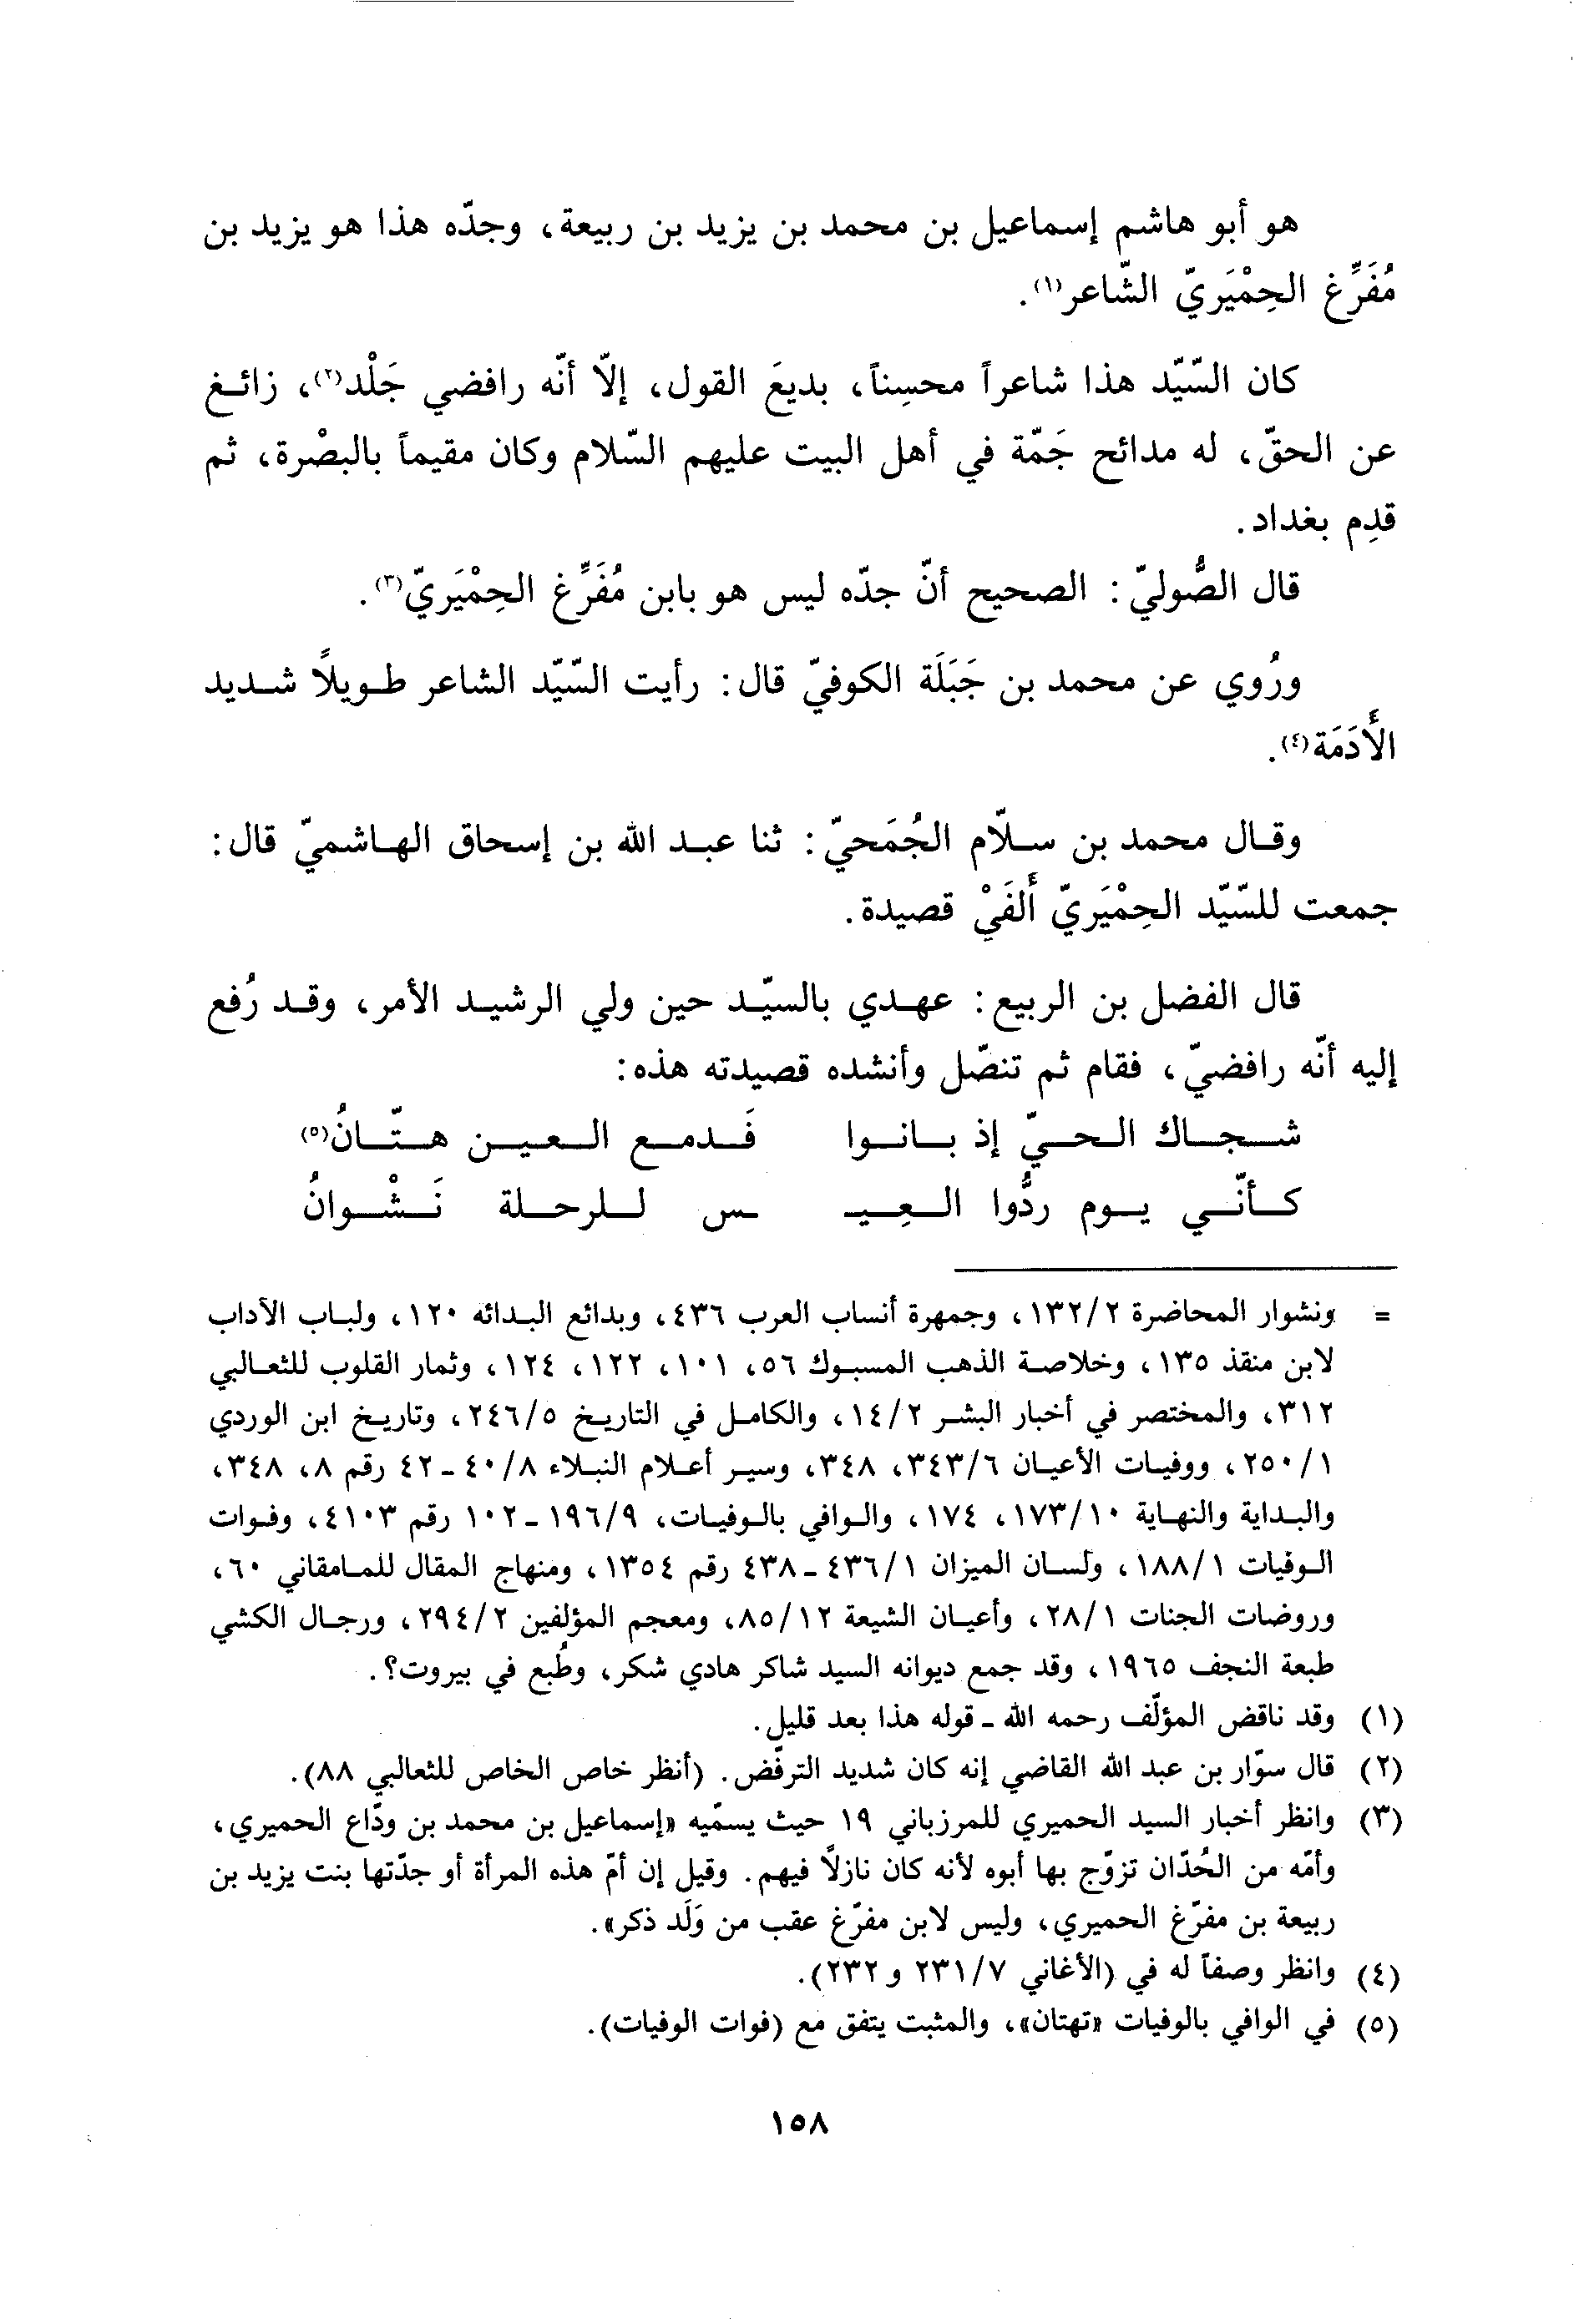 هو أبو هاشم إسماعيل بن محمد بن يزيد بن ربيعة، وجدّه هذا هو يزيد بن
مُفَرِّغ الحِمْيَريّ الشّاعر(١).
كان السّيّد هذا شاعراً محسِناً، بديعَ القول، إلاّ أنّه رافضي جَلْد(٢)، زائغ
عن الحقّ، له مدائح جَمّة في أهل البيت عليهم السّلام وكان مقيماً بالبصْرة، ثم
قدِم بغداد.
قال الصُّوليّ: الصحيح أنّ جدّه ليس هو بابن مُفَرِّغ الحِمْيَريّ(٣).
ورُوي عن محمد بن جَبَلَة الكوفيّ قال: رأيت السّيّد الشاعر طويلاً شديد
الأَدَمَة(٤).
وقال محمد بن سلّام الجُمَحيّ: ثنا عبد الله بن إسحاق الهاشميّ قال:
جمعت للسّيّد الحِمْيَريّ أَلفَيْ قصيدة.
قال الفضل بن الربيع: عهدي بالسيّد حين ولي الرشيد الأمر، وقد رُفع
إليه أنّه رافضيّ، فقام ثم تنصّل وأنشده قصيدته هذه:
شجاك الحيّ إذ بانوا فَدمع العين هتّانُ(٥)
كأنّي يوم ردُّوا العِيـ ـس للرحلة نَشْوانُ
= ونشوار المحاضرة ١٣٢/٢، وجمهرة أنساب العرب ٤٣٦، وبدائع البدائه ١٢٠، ولباب الآداب
لابن منقذ ١٣٥، وخلاصة الذهب المسبوك ٥٦، ١٠١، ١٢٢، ١٢٤، وثمار القلوب للثعالبي
٣١٢، والمختصر في أخبار البشر ١٤/٢، والكامل في التاريخ ٢٤٦/٥، وتاريخ ابن الوردي
٢٥٠/١، ووفيات الأعيان ٣٤٣/٦، ٣٤٨، وسير أعلام النبلاء ٤٠/٨ - ٤٢ رقم ٨، ٣٤٨،
والبداية والنهاية ١٧٣/١٠، ١٧٤، والوافي بالوفيات، ١٩٦/٩ - ١٠٢ رقم ٤١٠٣، وفوات
الوفيات ١٨٨/١، ولسان الميزان ٤٣٦/١ - ٤٣٨ رقم ١٣٥٤، ومنهاج المقال للمامقاني ٦٠،
وروضات الجنات ٢٨/١، وأعيان الشيعة ٨٥/١٢، ومعجم المؤلفين ٢٩٤/٢، ورجال الكشي
طبعة النجف ١٩٦٥، وقد جمع ديوانه السيد شاكر هادي شكر، وطُبع في بيروت؟.
(١) وقد ناقض المؤلّف رحمه الله - قوله هذا بعد قليل.
(٢) قال سوّار بن عبد الله القاضي إنه كان شديد الترفّض. (أنظر خاص الخاص للثعالبي ٨٨).
(٣) وانظر أخبار السيد الحميري للمرزباني ١٩ حيث يسمّيه «إسماعيل بن محمد بن ودّاع الحميري،
وأمّه من الحُدّان تزوّج بها أبوه لأنه كان نازلاً فيهم. وقيل إن أمّ هذه المرأة أو جدّتها بنت يزيد بن
ربيعة بن مفرّغ الحميري، وليس لابن مفرّغ عقب من وَلَد ذكر».
(٤) وانظر وصفاً له في (الأغاني ٢٣١/٧ و ٢٣٢).
(٥) في الوافي بالوفيات «تهتان»، والمثبت يتفق مع (فوات الوفيات).
١٥٨